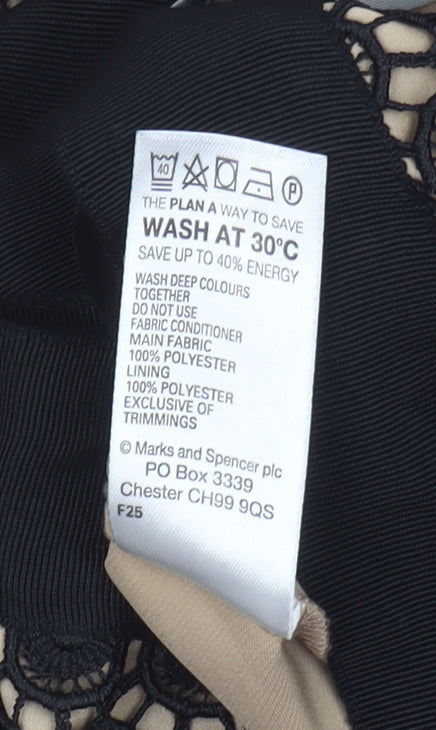 40 P
THE PLAN A WAY TO SAVE
WASH AT 30°C
SAVE UP TO 40% ENERGY
WASH DEEP COLOURS
TOGETHER
DO NOT USE
FABRIC CONDITIONER
MAIN FABRIC
100% POLYESTER
LINING
100% POLYESTER
EXCLUSIVE OF
TRIMMINGS
© Marks and Spencer plc
PO Box 3339
Chester CH99 9QS
F25